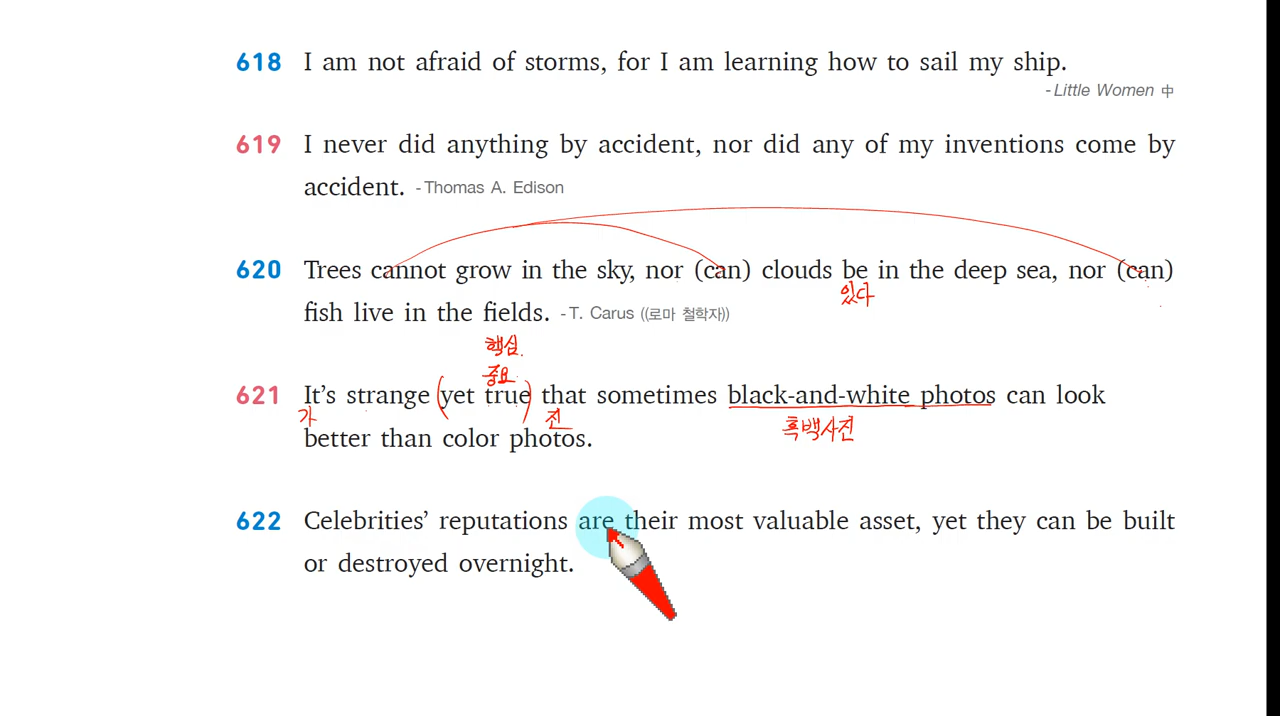 618 I am not afraid of storms, for I am learning how to sail my ship.
- Little Women 中
619 I never did anything by accident, nor did any of my inventions come by
accident. - Thomas A. Edison
620 Trees cannot grow in the sky, nor (can) clouds be in the deep sea, nor (can)
있다
fish live in the fields. - T. Carus ((로마 철학자))
핵심
중요
621 It's strange (yet true) that sometimes black-and-white photos can look
가 진 흑백사진
better than color photos.
622 Celebrities' reputations are their most valuable asset, yet they can be built
or destroyed overnight.